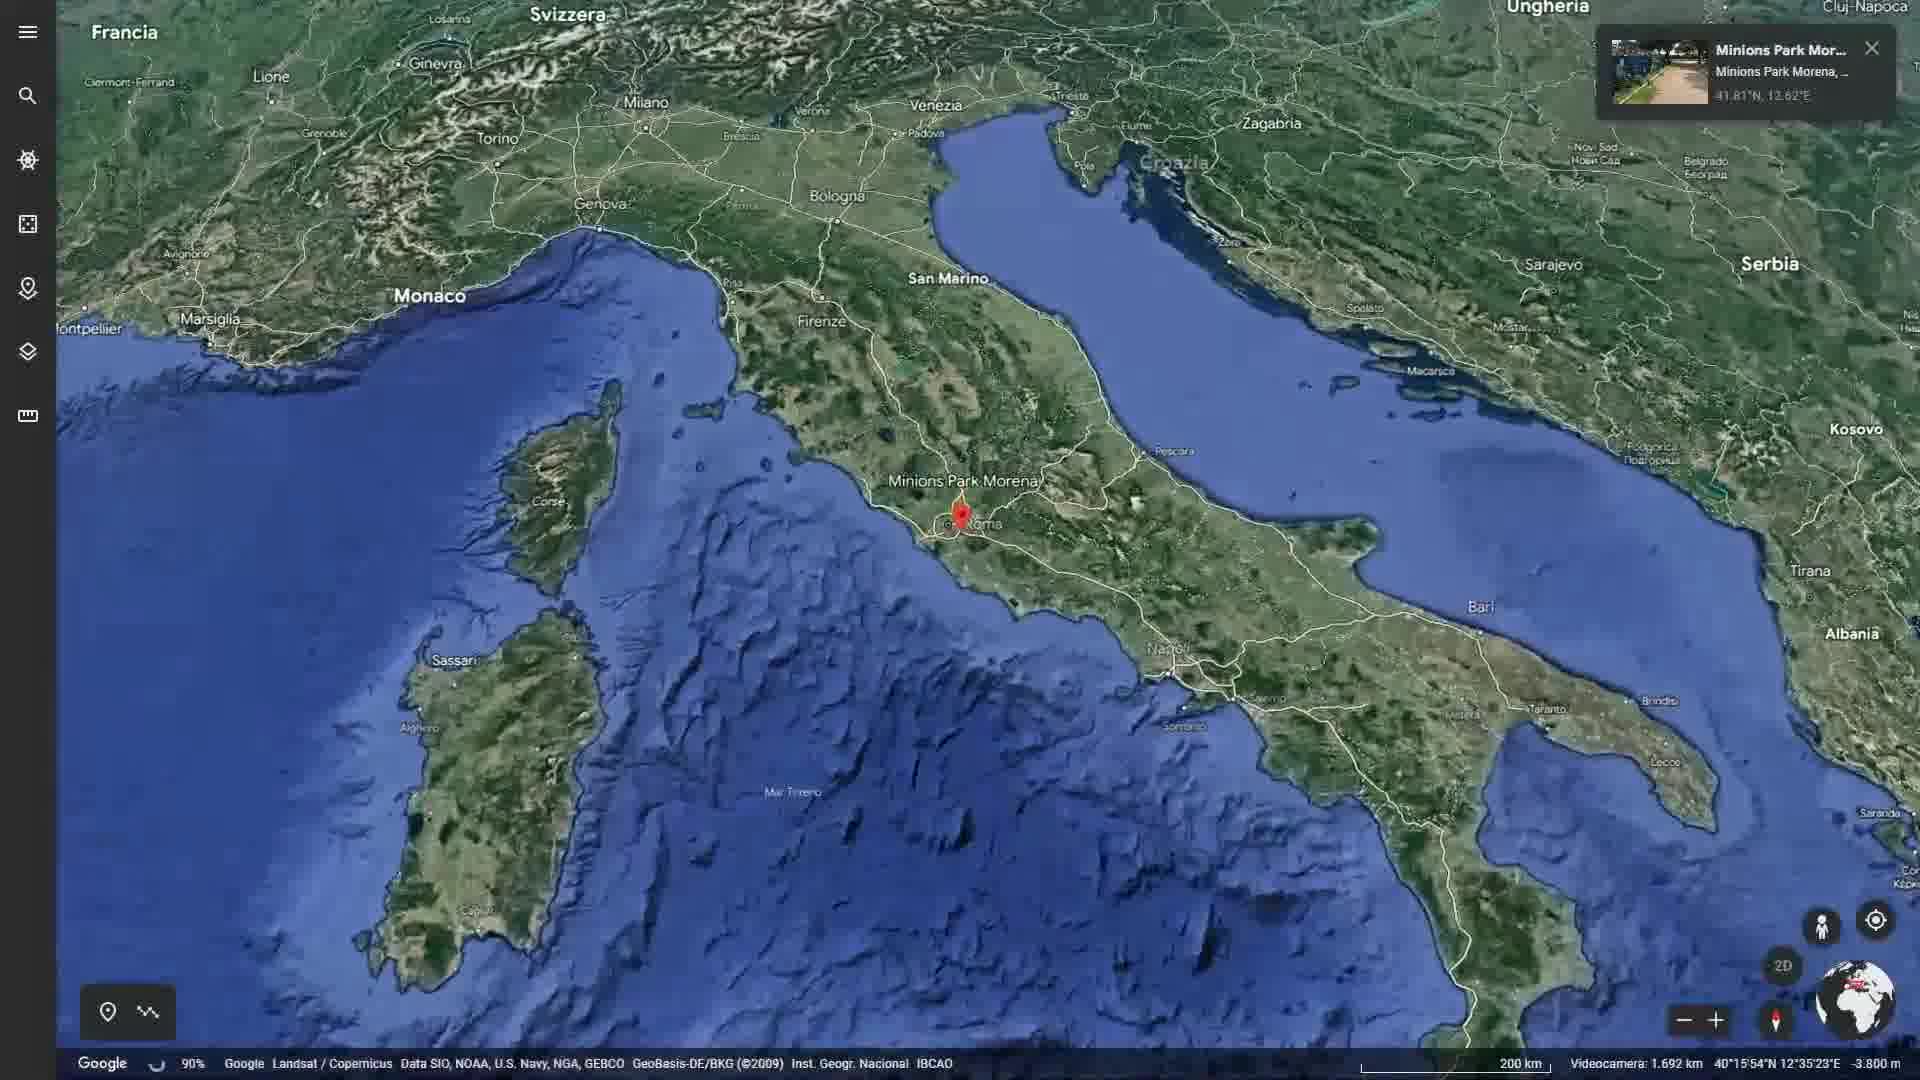 Svizzera
Ungheria
Cluj-Napoca
Francia
Losanna
Ginevra
Clermont-Ferrand
Lione
Minions Park Mor...
Minions Park Morena, ...
41.81°N, 12.62°E
Milano
Venezia
Trieste
Verona
Grenoble
Torino
Brescia
Padova
Fiume
Zagabria
Croazia
Pola
Novi Sad
Нови Сад
Belgrado
Београд
Genova
Parma
Bologna
Avignone
Zara
Sarajevo
Serbia
San Marino
Monaco
Pisa
Marsiglia
Firenze
Spalato
Mostar
Macarsca
Kosovo
Pescara
Podgorica
Подгорица
Minions Park Morena
Corse
Roma
Tirana
Bari
Albania
Napoli
Sassari
Salerno
Brindisi
Taranto
Matera
Alghero
Sorrento
Lecce
Mar Tirreno
Saranda
2D
Google
90%
Google Landsat / Copernicus Data SIO, NOAA, U.S. Navy, NGA, GEBCO GeoBasis-DE/BKG (©2009) Inst. Geogr. Nacional IBCAO
200 km
Videocamera: 1.692 km 40°15'54"N 12°35'23"E -3.800 m